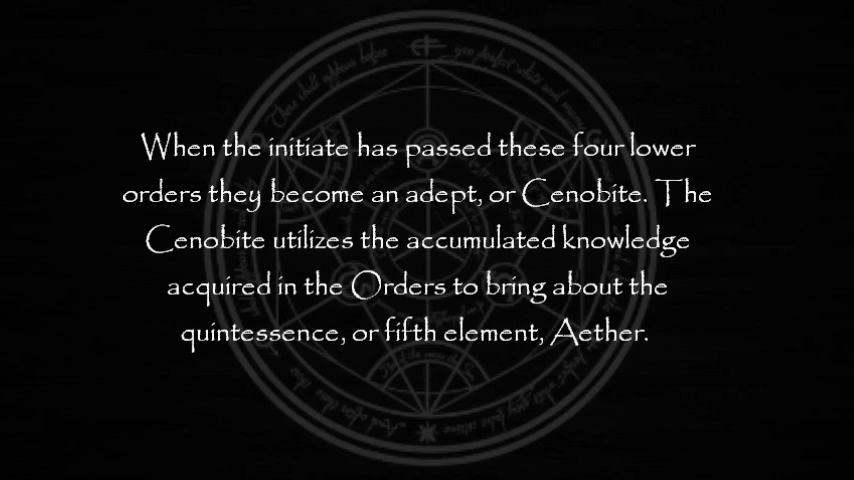 When the initiate has passed these four lower
orders they become an adept, or Cenobite. The
Cenobite utilizes the accumulated knowledge
acquired in the Orders to bring about the
quintessence, or fifth element, Aether.